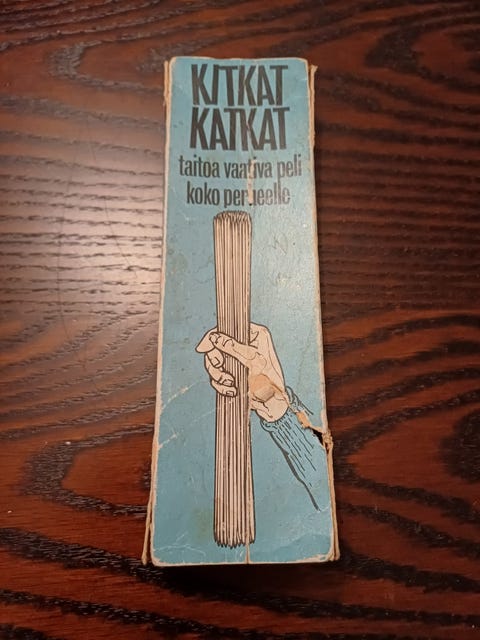 KITKAT
KATKAT
taitoa vaativa peli
koko perheelle